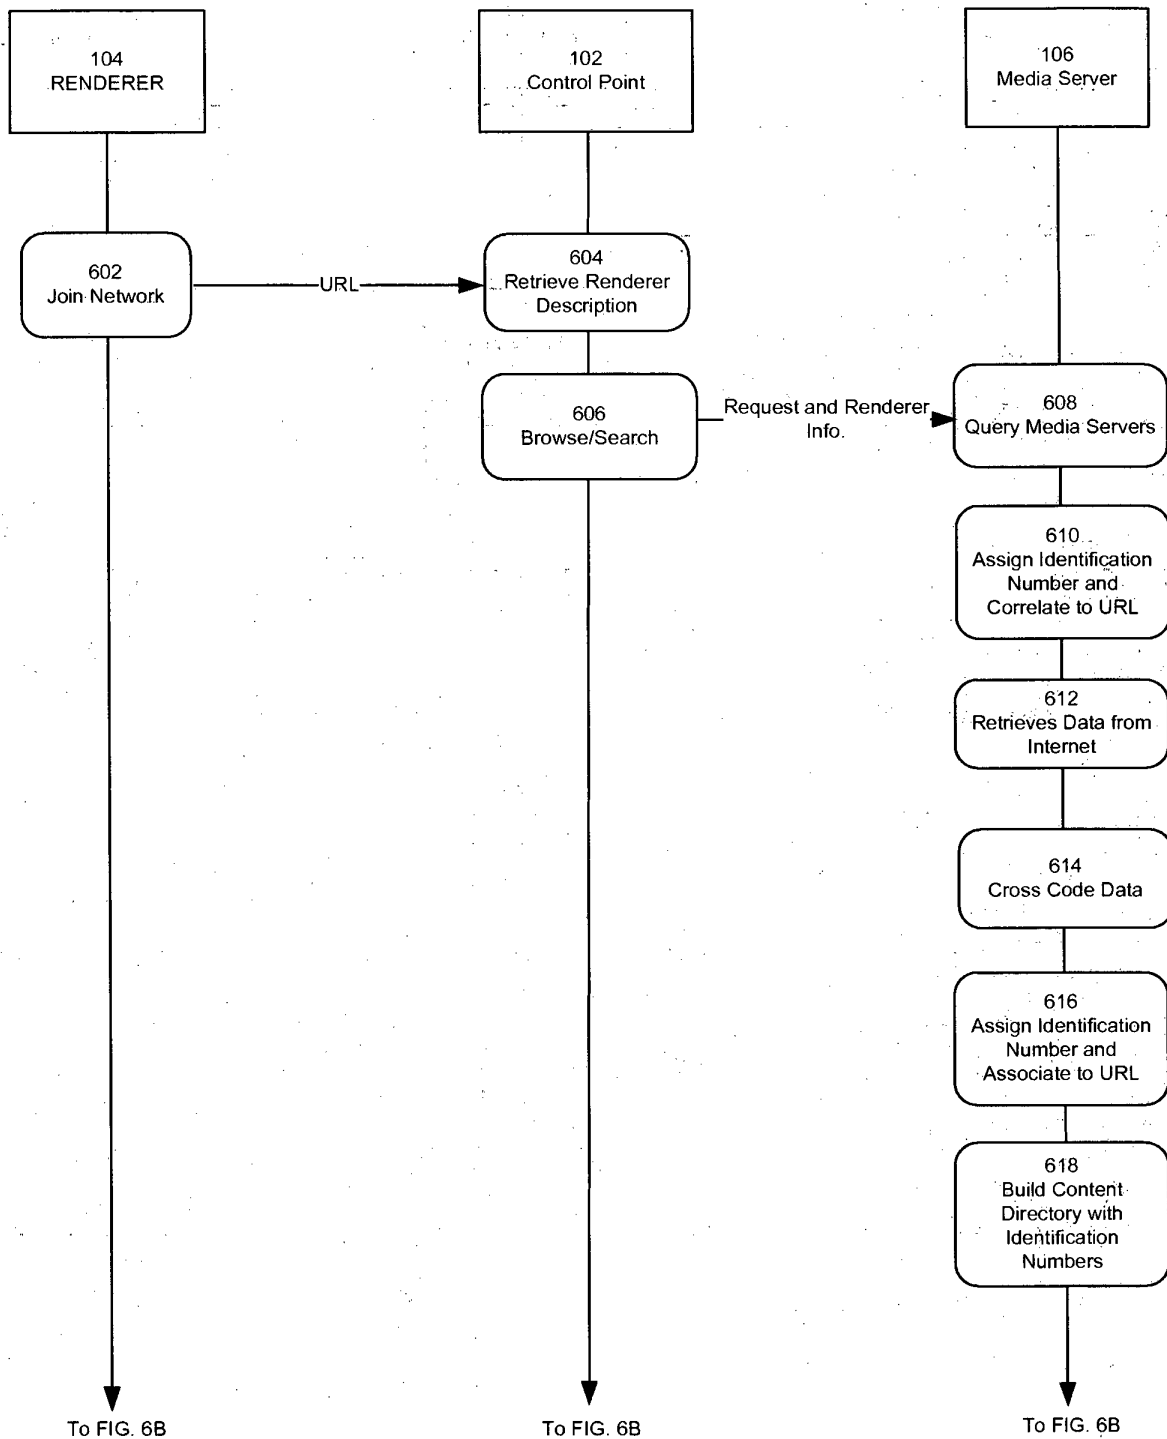 104
RENDERER
102
Control Point
106
Media Server
602
Join Network
URL
604
Retrieve Renderer
Description
606
Browse/Search
Request and Renderer
Info.
608
Query Media Servers
610
Assign Identification
Number and
Correlate to URL
612
Retrieves Data from
Internet
614
Cross Code Data
616
Assign Identification
Number and
Associate to URL
618
Build Content
Directory with
Identification
Numbers
To FIG. 6B
To FIG. 6B
To FIG. 6B